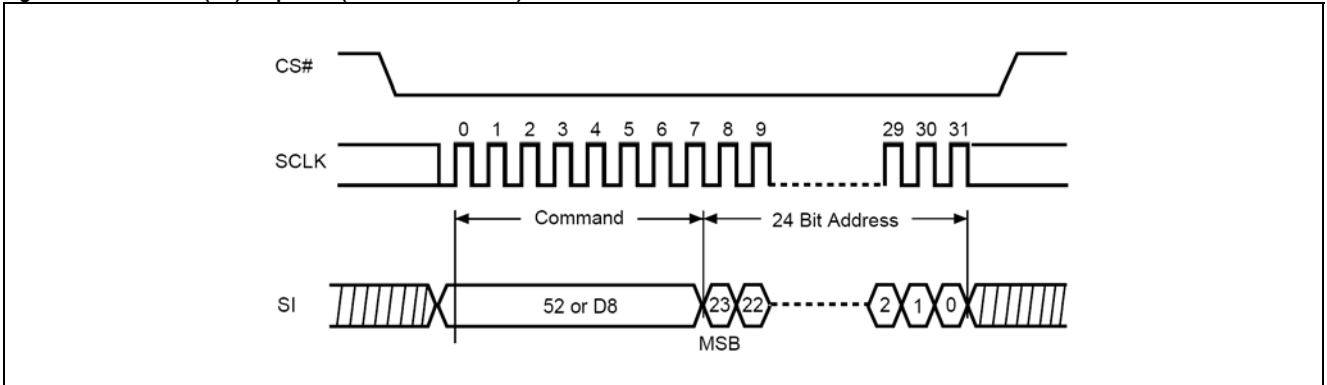 CS#
0 1 2 3 4 5 6 7 8 9 29 30 31
SCLK
Command 24 Bit Address
SI 52 or D8 23 22 2 1 0
MSB